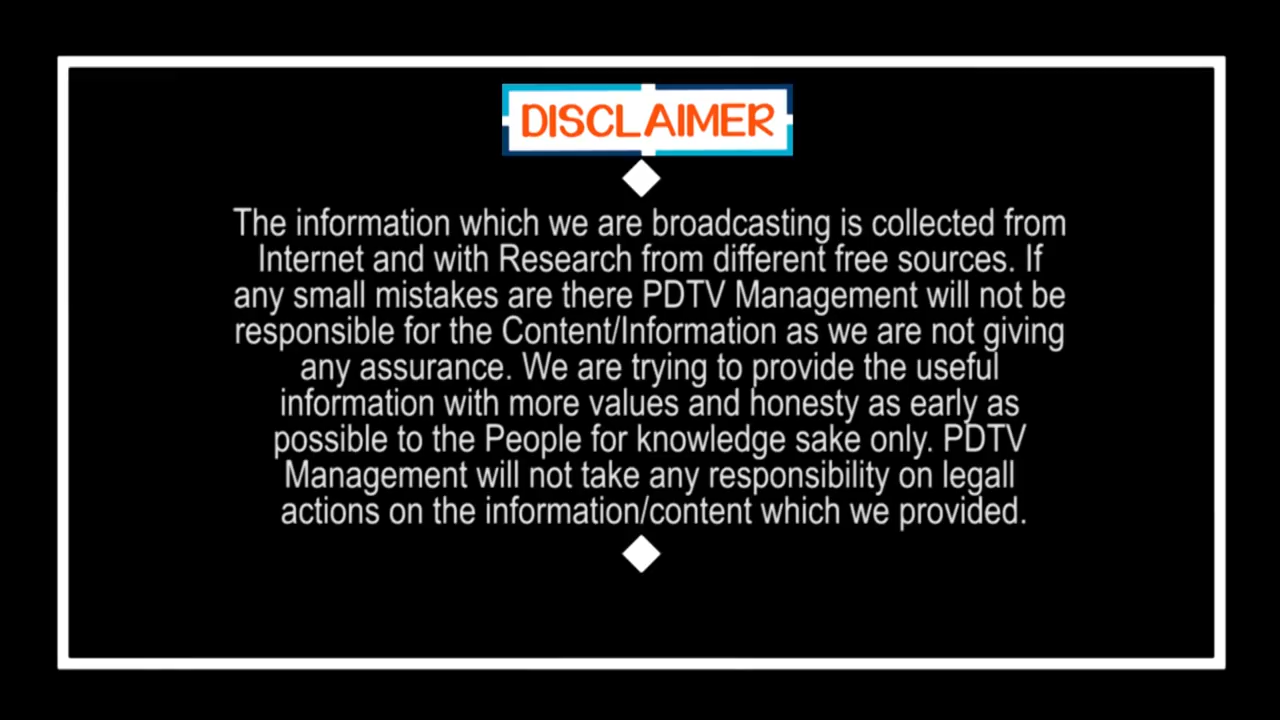 DISCLAIMER
The information which we are broadcasting is collected from
Internet and with Research from different free sources. If
any small mistakes are there PDTV Management will not be
responsible for the Content/Information as we are not giving
any assurance. We are trying to provide the useful
information with more values and honesty as early as
possible to the People for knowledge sake only. PDTV
Management will not take any responsibility on legall
actions on the information/content which we provided.